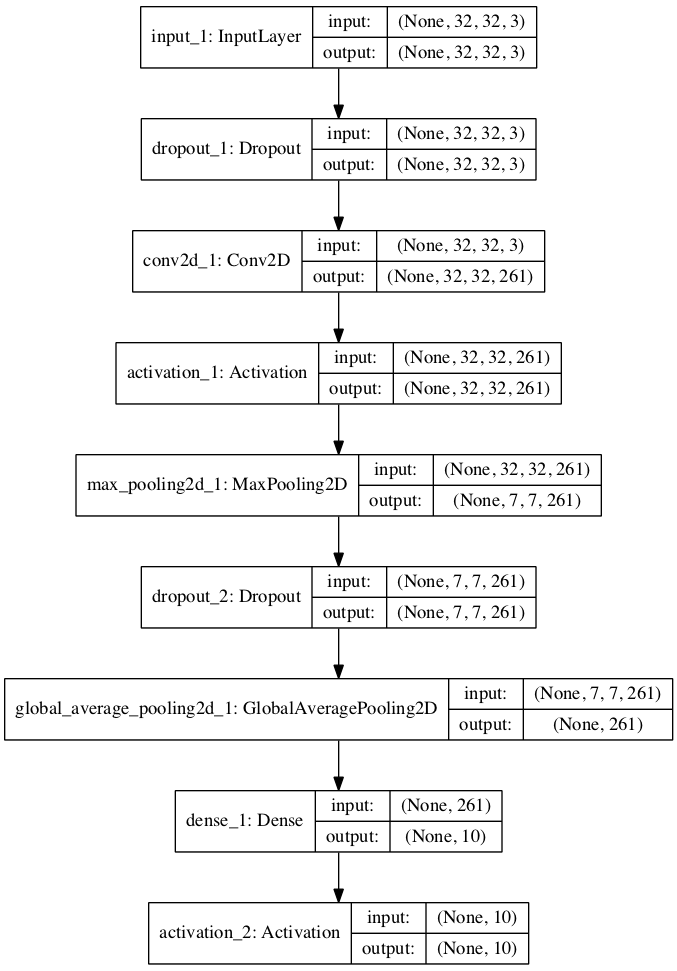 input_1: InputLayer
input: (None, 32, 32, 3)
output: (None, 32, 32, 3)
dropout_1: Dropout
input: (None, 32, 32, 3)
output: (None, 32, 32, 3)
conv2d_1: Conv2D
input: (None, 32, 32, 3)
output: (None, 32, 32, 261)
activation_1: Activation
input: (None, 32, 32, 261)
output: (None, 32, 32, 261)
max_pooling2d_1: MaxPooling2D
input: (None, 32, 32, 261)
output: (None, 7, 7, 261)
dropout_2: Dropout
input: (None, 7, 7, 261)
output: (None, 7, 7, 261)
global_average_pooling2d_1: GlobalAveragePooling2D
input: (None, 7, 7, 261)
output: (None, 261)
dense_1: Dense
input: (None, 261)
output: (None, 10)
activation_2: Activation
input: (None, 10)
output: (None, 10)